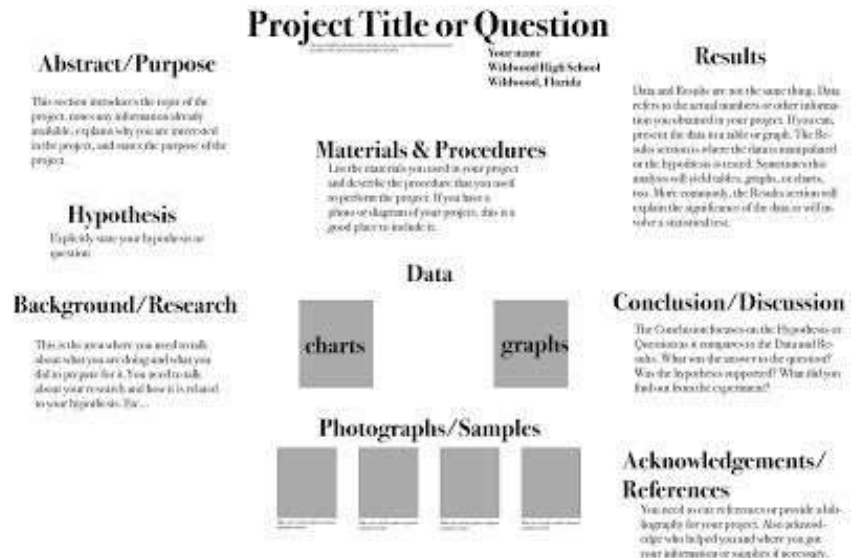 Project Title or Question
Your name
Wildwood High School
Wildwood, Florida
Abstract/Purpose
This section introduces the topic of the
project, notes any information already
available, explains why you are interested
in the project, and states the purpose of the
project.
Hypothesis
Explicitly state your hypothesis or
question
Background/Research
This is the area where you need to talk
about what you are doing and what you
did to prepare for it. You need to talk
about your research and how it is related
to your hypothesis. Etc...
Materials & Procedures
List the materials you used in your project
and describe the procedure that you used
to perform the project. If you have a
photo or diagram of your project, this is a
good place to include it.
Data
charts
graphs
Photographs/Samples
Results
Data and Results are not the same thing. Data
refers to the actual numbers or other informa-
tion you obtained in your project. If you can,
present the data in a table or graph. The Re-
sults section is where the data is manipulated
or the hypothesis is tested. Sometimes this
analysis will yield tables, graphs, or charts,
too. More commonly, the Results section will
explain the significance of the data or will in-
volve a statistical test.
Conclusion/Discussion
The Conclusion focuses on the Hypothesis or
Question as it compares to the Data and Re-
sults. What was the answer to the question?
Was the hypothesis supported? What did you
find out from the experiment?
Acknowledgements/
References
You need to cite references or provide a bib-
liography for your project. Also acknowl-
edge who helped you and where you got
your information or samples if necessary.